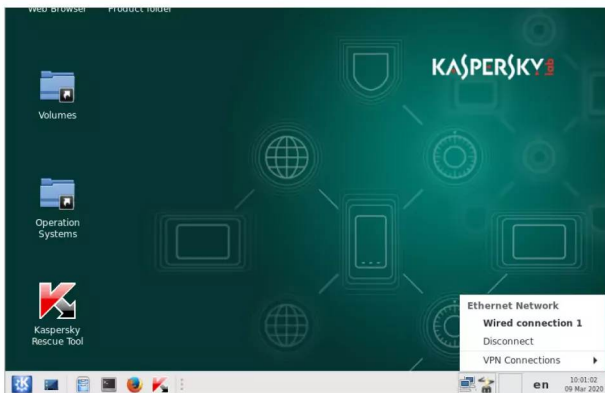 Web Browser
Product folder
KASPERSKY lab
Volumes
Operation
Systems
Kaspersky
Rescue Tool
Ethernet Network
Wired connection 1
Disconnect
VPN Connections
en
10:01:02
09 Mar 2020